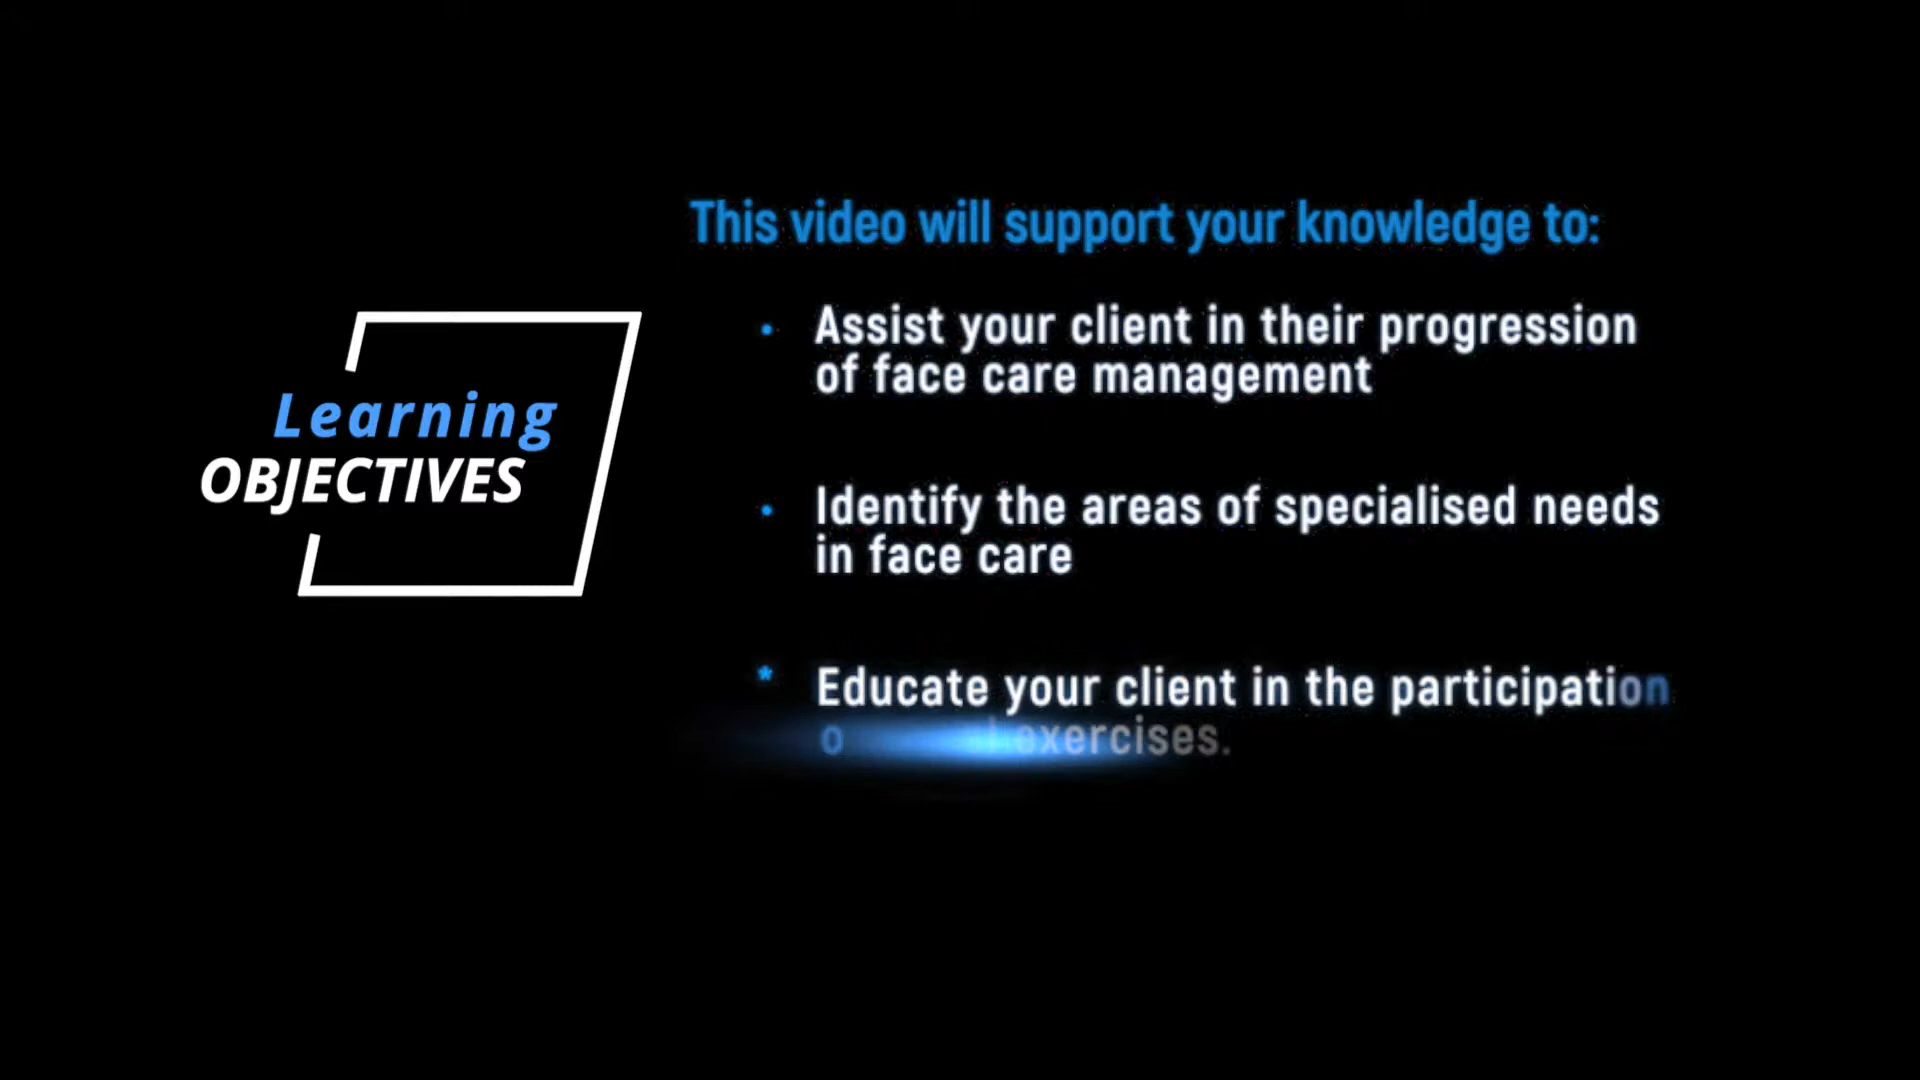 Learning
OBJECTIVES
This video will support your knowledge to:
• Assist your client in their progression
of face care management
• Identify the areas of specialised needs
in face care
* Educate your client in the participation
exercises.